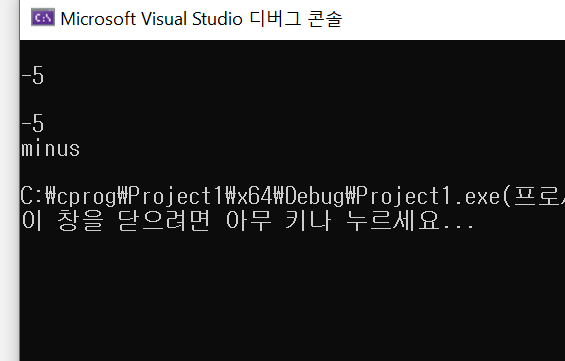 C:\
Microsoft Visual Studio 디버그 콘솔
-5
-5
minus
C:₩cprog₩Project1₩x64₩Debug₩Project1.exe(프로
이 창을 닫으려면 아무 키나 누르세요...